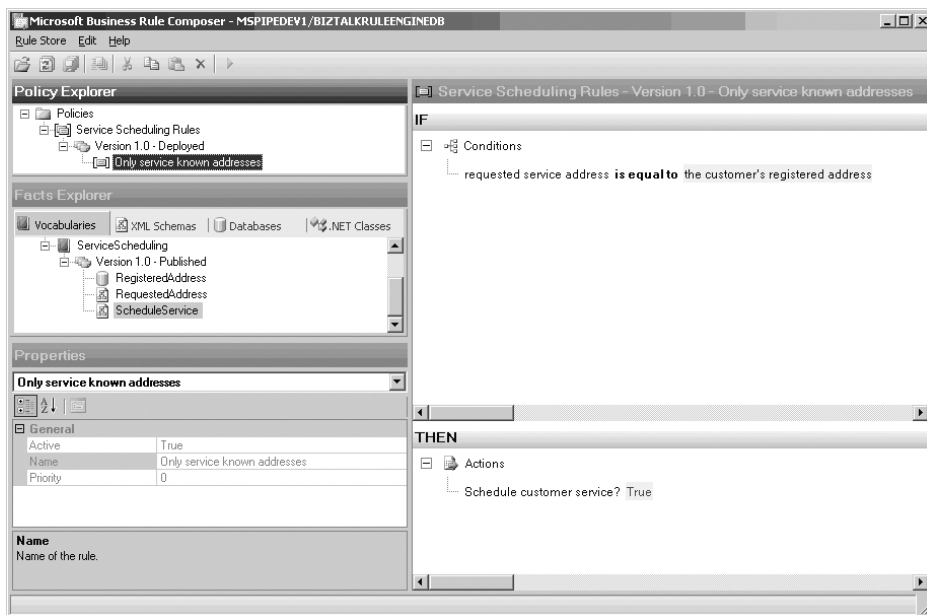 Microsoft Business Rule Composer - MSPIPEDEV1/BIZTALKRULEENGINEDB
Rule Store Edit Help
Policy Explorer
Policies
Service Scheduling Rules
Version 1.0 - Deployed
Only service known addresses
Facts Explorer
Vocabularies XML Schemas Databases .NET Classes
ServiceScheduling
Version 1.0 - Published
RegisteredAddress
RequestedAddress
ScheduleService
Properties
Only service known addresses
General
Active True
Name Only service known addresses
Priority 0
Name
Name of the rule.
Service Scheduling Rules - Version 1.0 - Only service known addresses
IF
Conditions
requested service address is equal to the customer's registered address
THEN
Actions
Schedule customer service? True